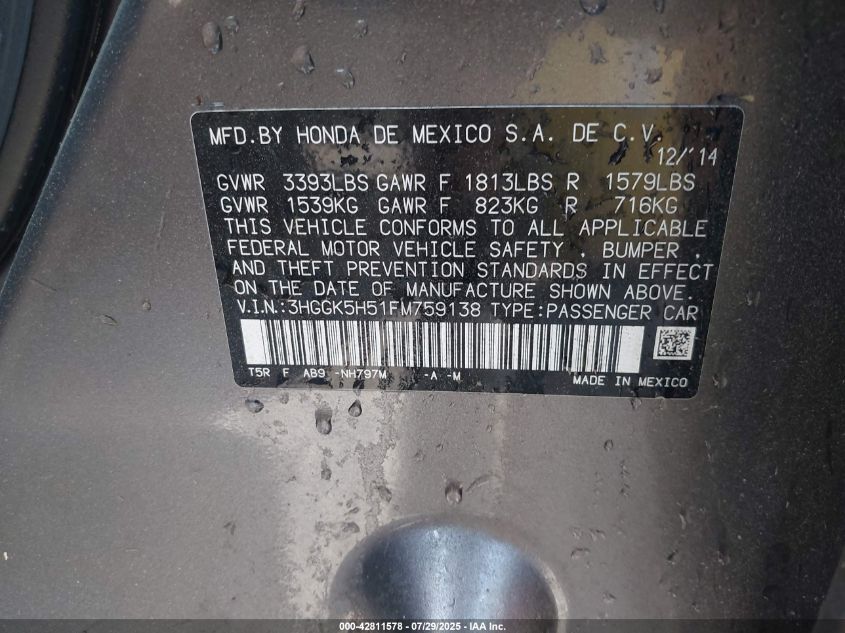 MFD.BY HONDA DE MEXICO S.A. DE C.V.
12/'14
GVWR 3393LBS GAWR F 1813LBS R 1579LBS
GVWR 1539KG GAWR F 823KG R 716KG
THIS VEHICLE CONFORMS TO ALL APPLICABLE
FEDERAL MOTOR VEHICLE SAFETY , BUMPER ,
AND THEFT PREVENTION STANDARDS IN EFFECT
ON THE DATE OF MANUFACTURE SHOWN ABOVE.
V.I.N.:3HGGK5H51FM759138 TYPE:PASSENGER CAR
T5R F AB9 -NH797M -A -M
MADE IN MEXICO
000-42811578 - 07/29/2025 - IAA Inc.